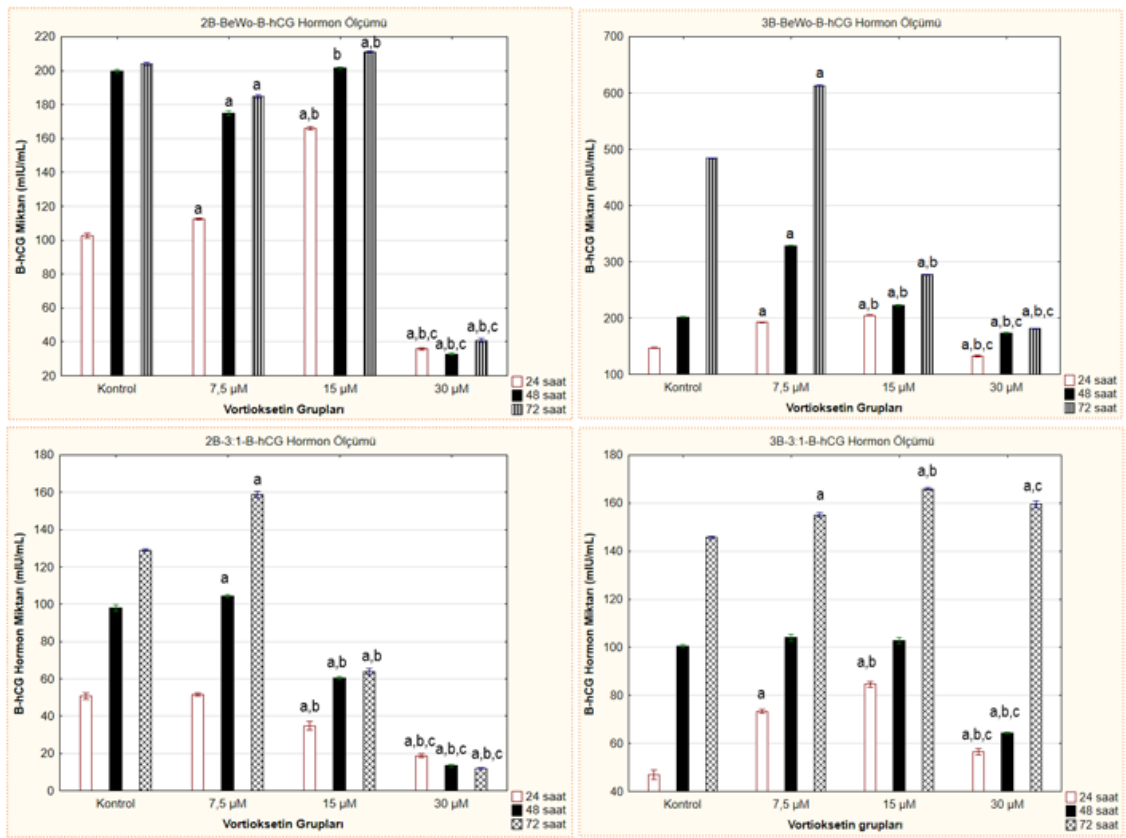 2B-BeWo-B-hCG Hormon Ölçümü
B-hCG Miktarı (mIU/mL)
220
200
180
160
140
120
100
80
60
40
20
a
a
a
a,b
b
a,b
a,b,c
a,b,c
a,b,c
Kontrol
7,5 µM
15 µM
30 µM
Vortioksetin Grupları
24 saat
48 saat
72 saat
3B-BeWo-B-hCG Hormon Ölçümü
B-hCG Miktarı (mIU/mL)
700
600
500
400
300
200
100
a
a
a
a,b
a,b
a,b
a,b,c
a,b,c
a,b,c
Kontrol
7,5 µM
15 µM
30 µM
Vortioksetin Grupları
24 saat
48 saat
72 saat
2B-3:1-B-hCG Hormon Ölçümü
B-hCG Hormon Miktarı (mIU/mL)
180
160
140
120
100
80
60
40
20
0
a
a
a,b
a,b
a,b
a,b,c
a,b,c
a,b,c
Kontrol
7,5 µM
15 µM
30 µM
Vortioksetin Grupları
24 saat
48 saat
72 saat
3B-3:1-B-hCG Hormon Ölçümü
B-hCG Hormon Miktarı (mIU/mL)
180
160
140
120
100
80
60
40
a
a
a,b
a,b
a,b,c
a,b,c
a,c
Kontrol
7,5 µM
15 µM
30 µM
Vortioksetin grupları
24 saat
48 saat
72 saat